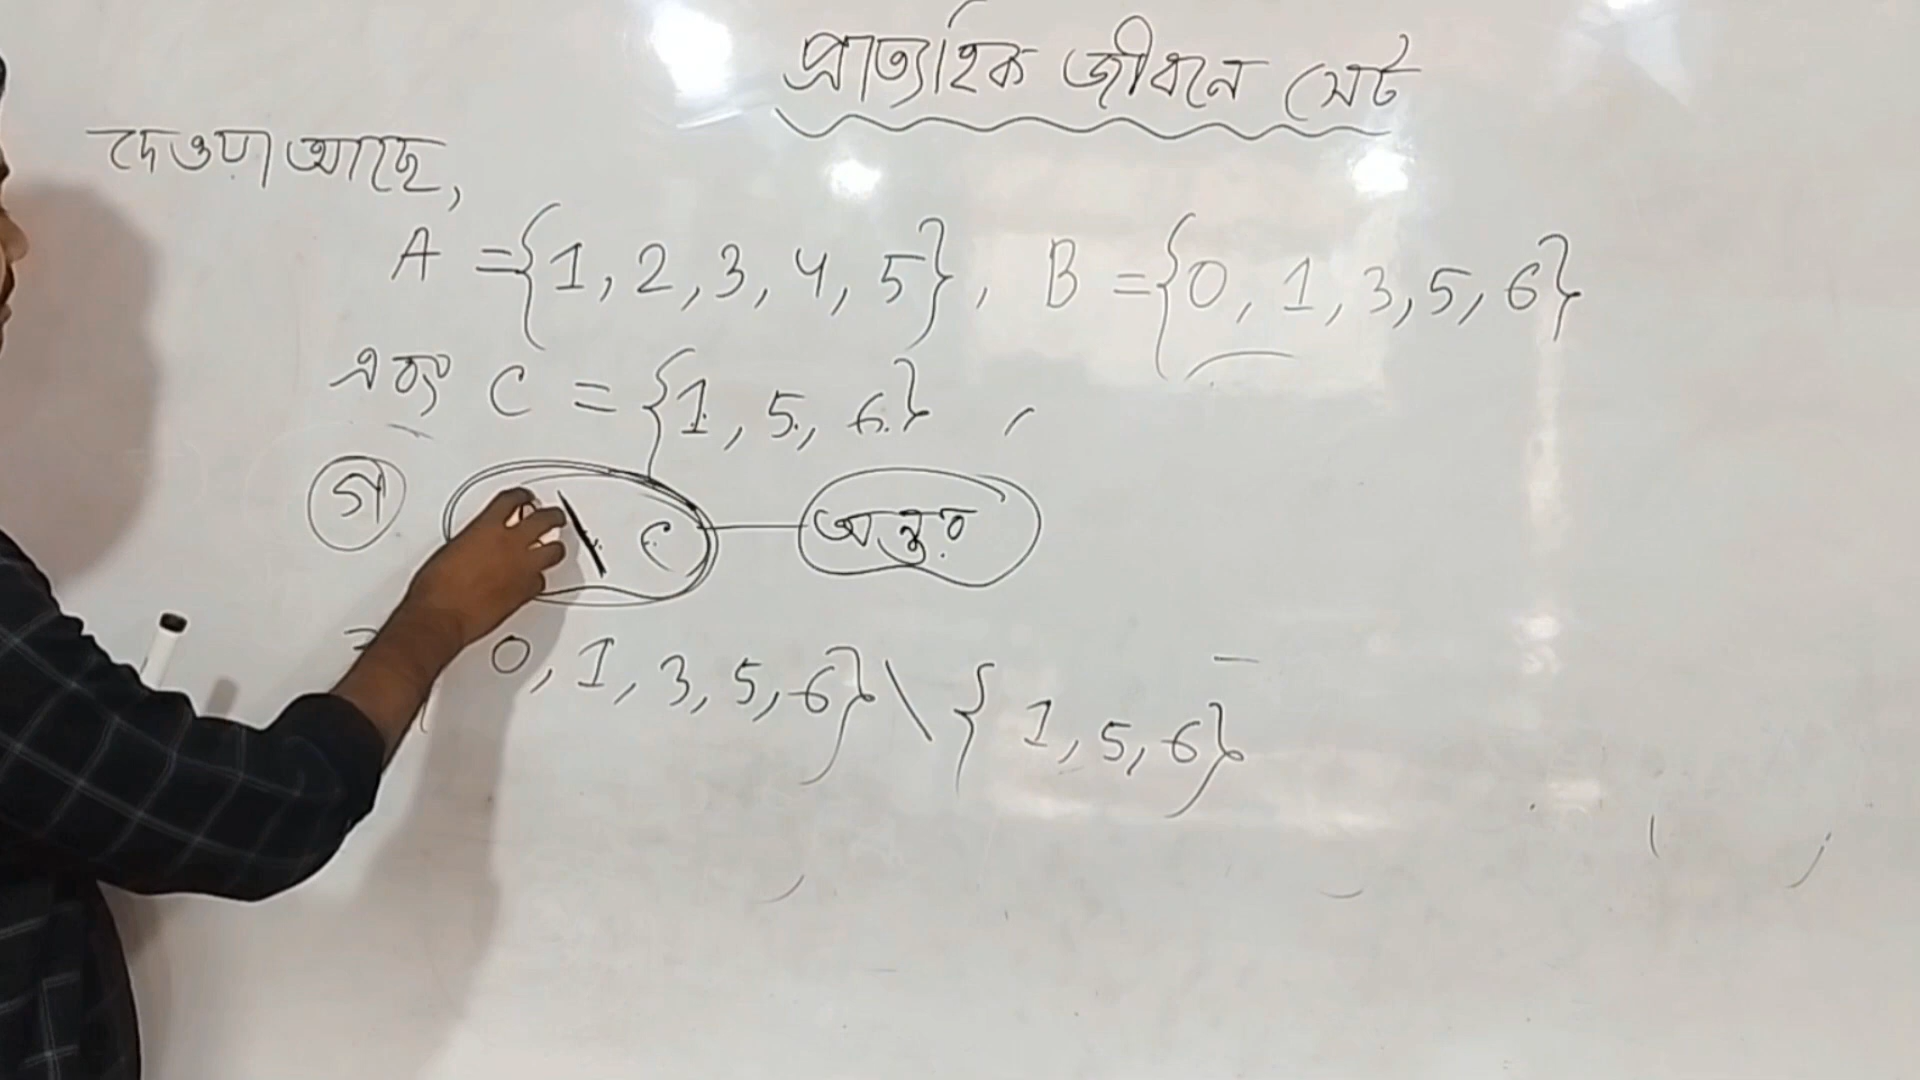 প্রাত্যহিক জীবনে সেট
দেওয়া আছে,
A = {1, 2, 3, 4, 5}, B = {0, 1, 3, 5, 6}
এবং C = {1, 5, 6}
গ \ C অন্তর
0, 1, 3, 5, 6} \ { 1, 5, 6}